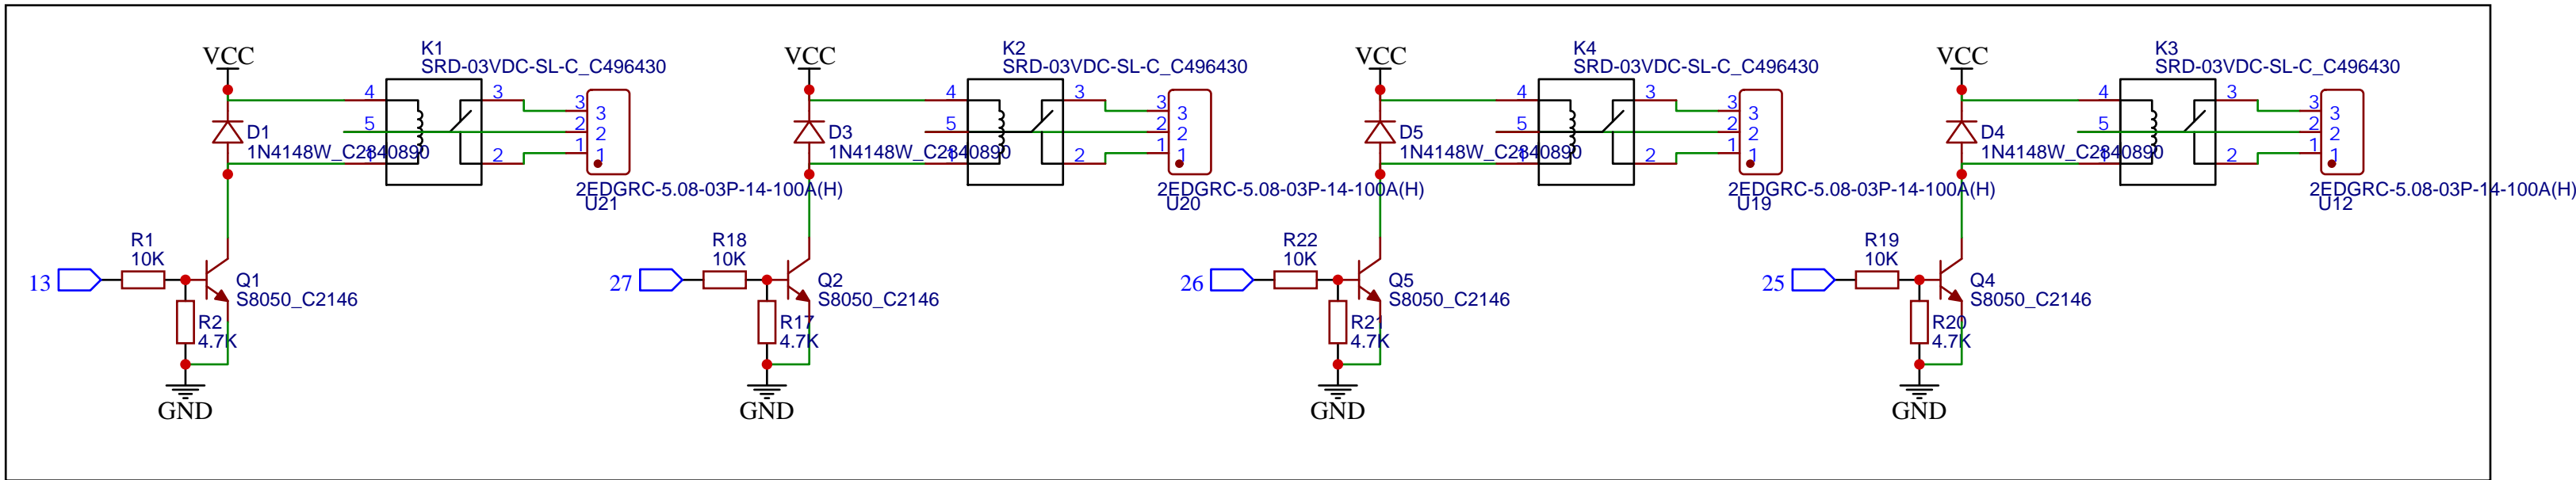 VCC
K1
SRD-03VDC-SL-C_C496430
4
3
5
1
2
3
2
1
3
2
1
D1
1N4148W_C2840890
2EDGRC-5.08-03P-14-100A(H)
U21
13
R1
10K
Q1
S8050_C2146
R2
4.7K
GND
VCC
K2
SRD-03VDC-SL-C_C496430
4
3
5
1
2
3
2
1
3
2
1
D3
1N4148W_C2840890
2EDGRC-5.08-03P-14-100A(H)
U20
27
R18
10K
Q2
S8050_C2146
R17
4.7K
GND
VCC
K4
SRD-03VDC-SL-C_C496430
4
3
5
1
2
3
2
1
3
2
1
D5
1N4148W_C2840890
2EDGRC-5.08-03P-14-100A(H)
U19
26
R22
10K
Q5
S8050_C2146
R21
4.7K
GND
VCC
K3
SRD-03VDC-SL-C_C496430
4
3
5
1
2
3
2
1
3
2
1
D4
1N4148W_C2840890
2EDGRC-5.08-03P-14-100A(H)
U12
25
R19
10K
Q4
S8050_C2146
R20
4.7K
GND